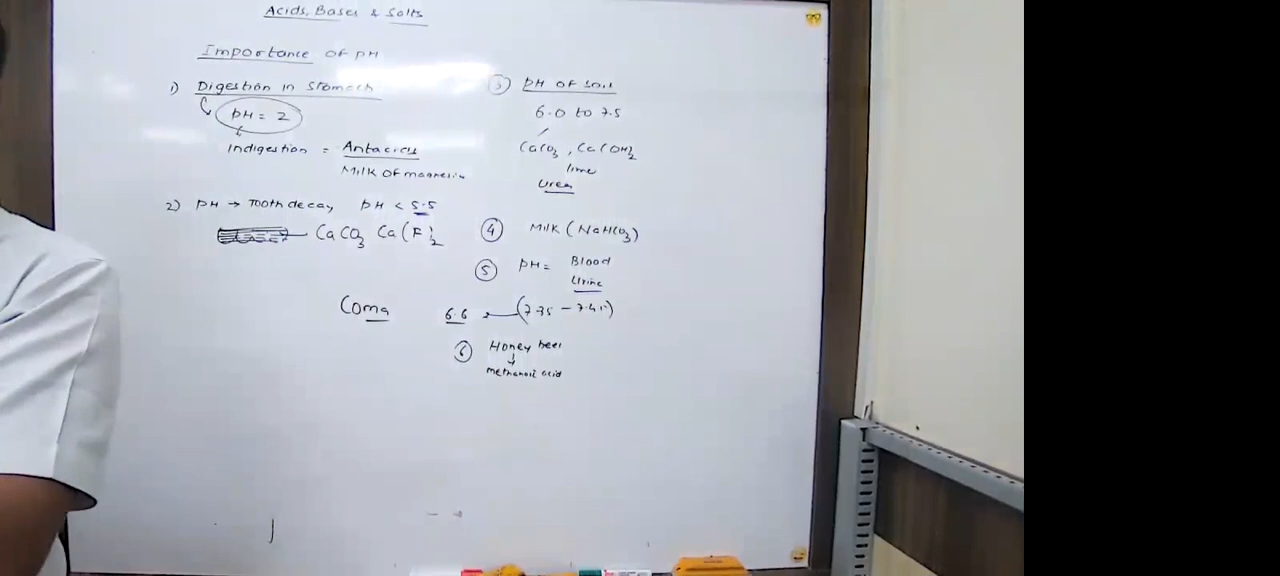 Acids, Bases & Salts
Importance of pH
1) Digestion in stomach
pH = 2
Indigestion = Antacids
Milk of magnesia
2) pH → Tooth decay pH < 5.5
CaCO3 Ca(F)2
Coma
3) pH of soil
6.0 to 7.5
CaCO3, Ca(OH)2
lime
Urea
4) Milk (NaHCO3)
5) pH = Blood
Urine
6.6 (7.35 - 7.45)
6) Honey bees
↓
methanoic acid